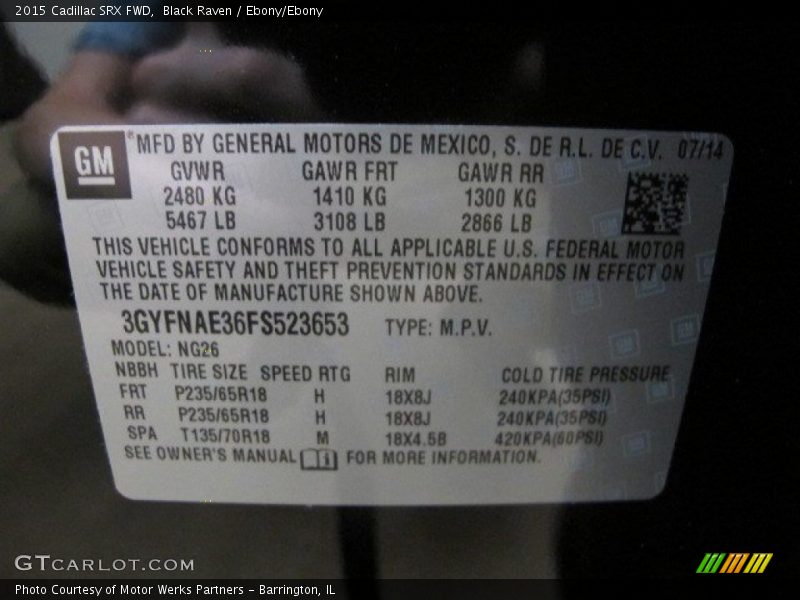 2015 Cadillac SRX FWD, Black Raven / Ebony/Ebony
GM ® MFD BY GENERAL MOTORS DE MEXICO, S. DE R.L. DE C.V. 07/14
GVWR GAWR FRT GAWR RR
2480 KG 1410 KG 1300 KG
5467 LB 3108 LB 2866 LB
THIS VEHICLE CONFORMS TO ALL APPLICABLE U.S. FEDERAL MOTOR
VEHICLE SAFETY AND THEFT PREVENTION STANDARDS IN EFFECT ON
THE DATE OF MANUFACTURE SHOWN ABOVE.
3GYFNAE36FS523653 TYPE: M.P.V.
MODEL: NG26
NBBH TIRE SIZE SPEED RTG RIM COLD TIRE PRESSURE
FRT P235/65R18 H 18X8J 240KPA(35PSI)
RR P235/65R18 H 18X8J 240KPA(35PSI)
SPA T135/70R18 M 18X4.5B 420KPA(60PSI)
SEE OWNER'S MANUAL FOR MORE INFORMATION.
GTCARLOT.COM
Photo Courtesy of Motor Werks Partners - Barrington, IL